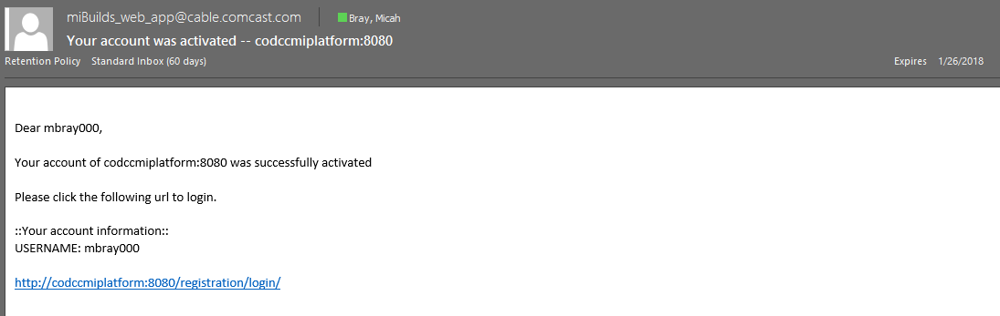 miBuilds_web_app@cable.comcast.com Bray, Micah
Your account was activated -- codccmiplatform:8080
Retention Policy Standard Inbox (60 days) Expires 1/26/2018
Dear mbray000,
Your account of codccmiplatform:8080 was successfully activated
Please click the following url to login.
::Your account information::
USERNAME: mbray000
http://codccmiplatform:8080/registration/login/